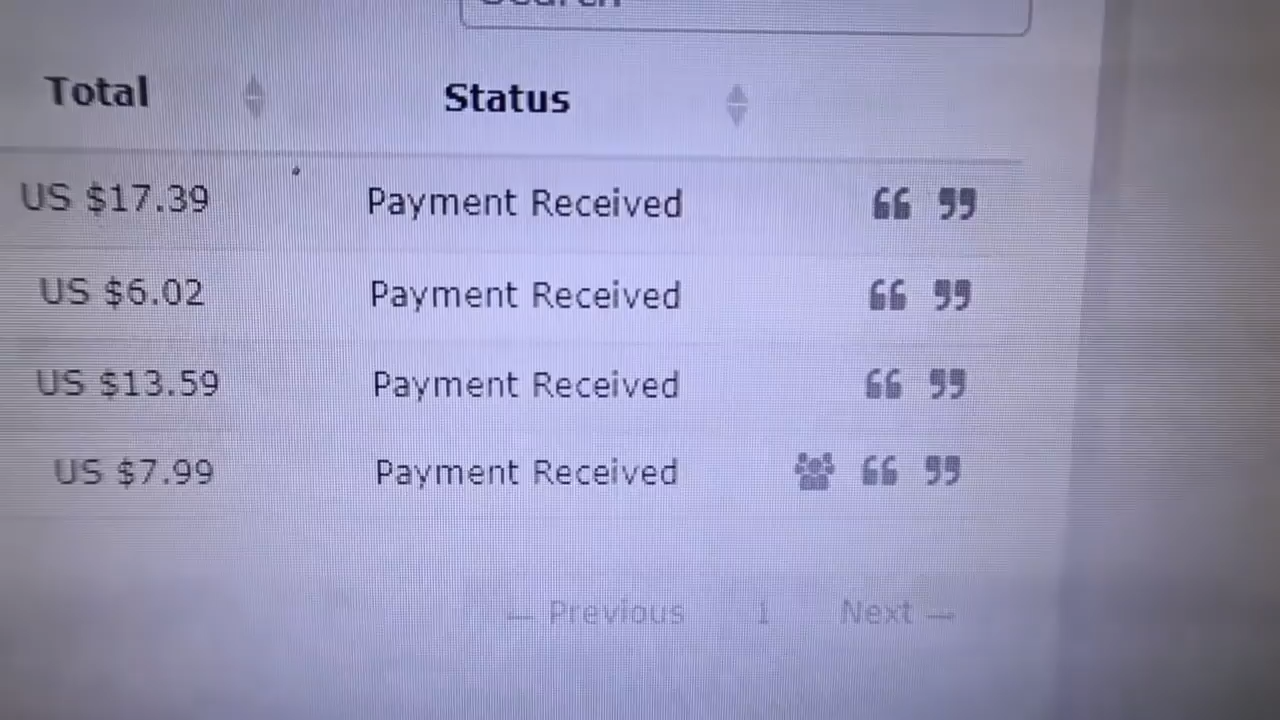 Search
Total Status
US $17.39 Payment Received
US $6.02 Payment Received
US $13.59 Payment Received
US $7.99 Payment Received
← Previous 1 Next →